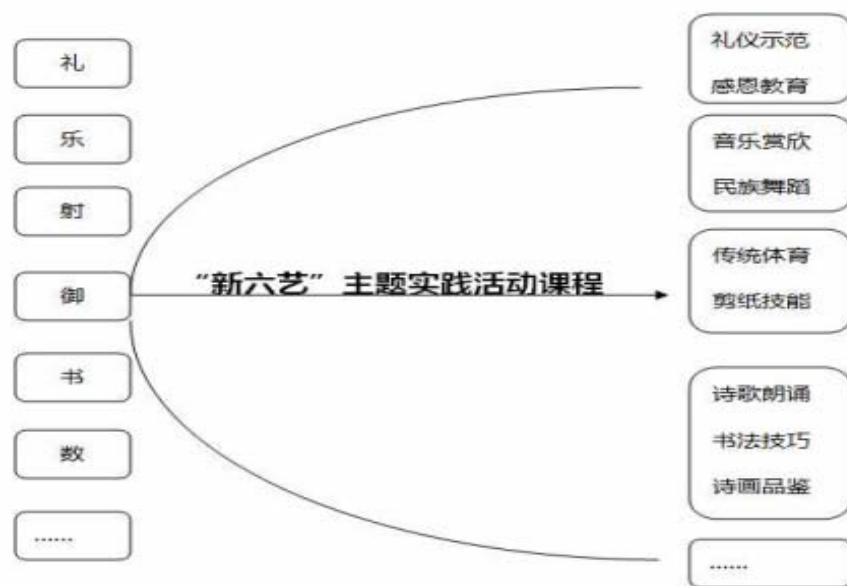 礼
乐
射
御
书
数
……
“新六艺”主题实践活动课程
礼仪示范
感恩教育
音乐赏欣
民族舞蹈
传统体育
剪纸技能
诗歌朗诵
书法技巧
诗画品鉴
……